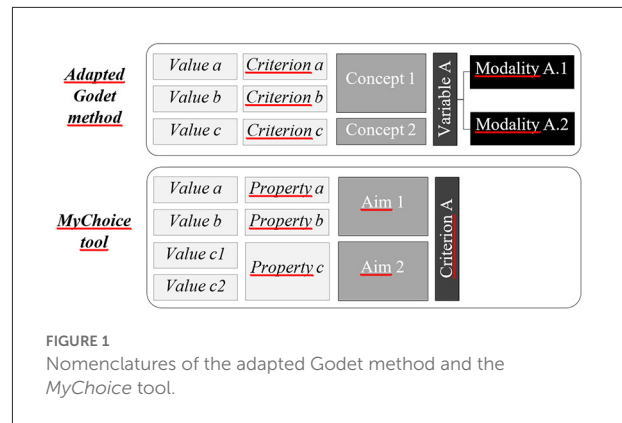 Adapted
Godet
method
Value a
Criterion a
Value b
Criterion b
Value c
Criterion c
Concept 1
Concept 2
Variable A
Modality A.1
Modality A.2
MyChoice
tool
Value a
Property a
Value b
Property b
Value c1
Value c2
Property c
Aim 1
Aim 2
Criterion A
FIGURE 1
Nomenclatures of the adapted Godet method and the
MyChoice tool.